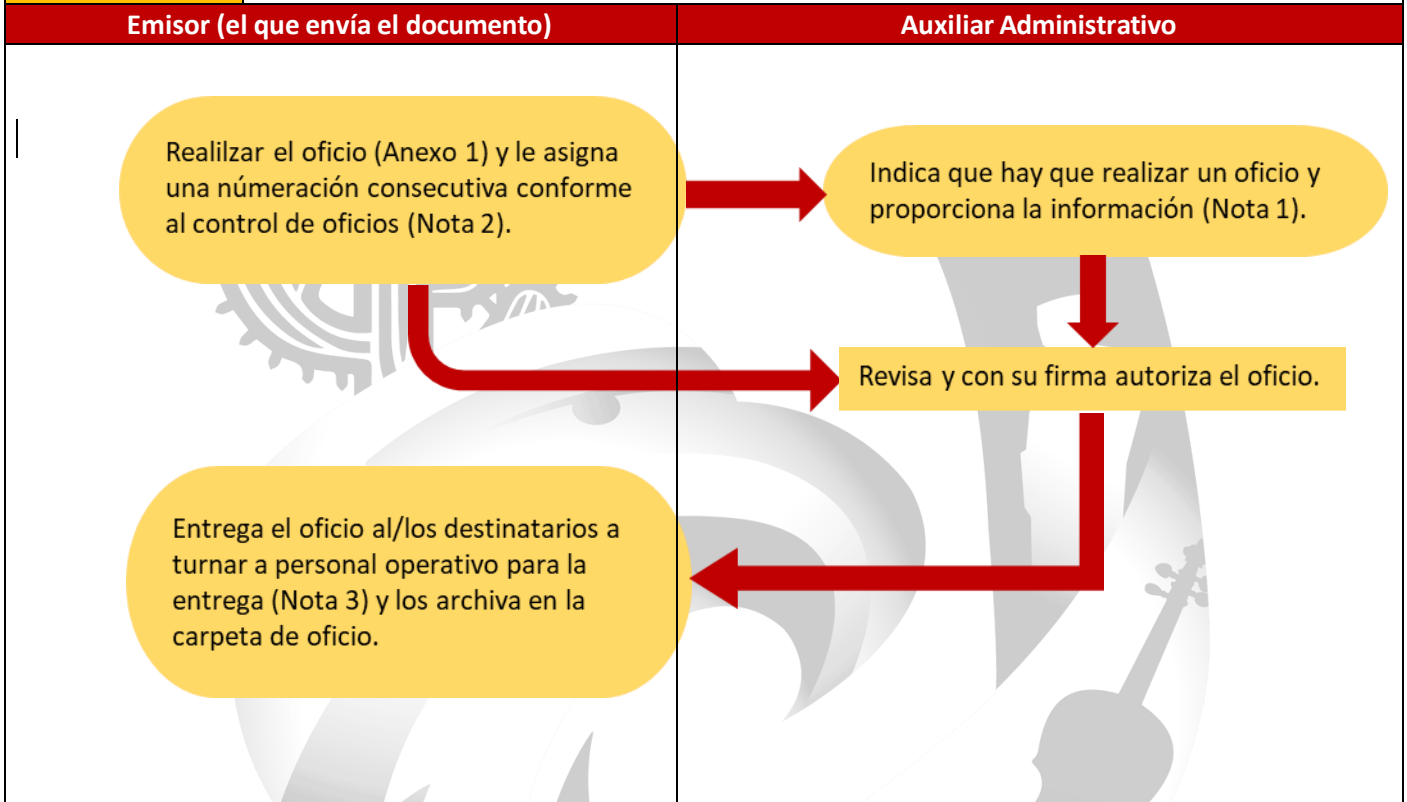 Emisor (el que envía el documento)
Auxiliar Administrativo
Realilzar el oficio (Anexo 1) y le asigna
una númeración consecutiva conforme
al control de oficios (Nota 2).
Indica que hay que realizar un oficio y
proporciona la información (Nota 1).
Revisa y con su firma autoriza el oficio.
Entrega el oficio al/los destinatarios a
turnar a personal operativo para la
entrega (Nota 3) y los archiva en la
carpeta de oficio.